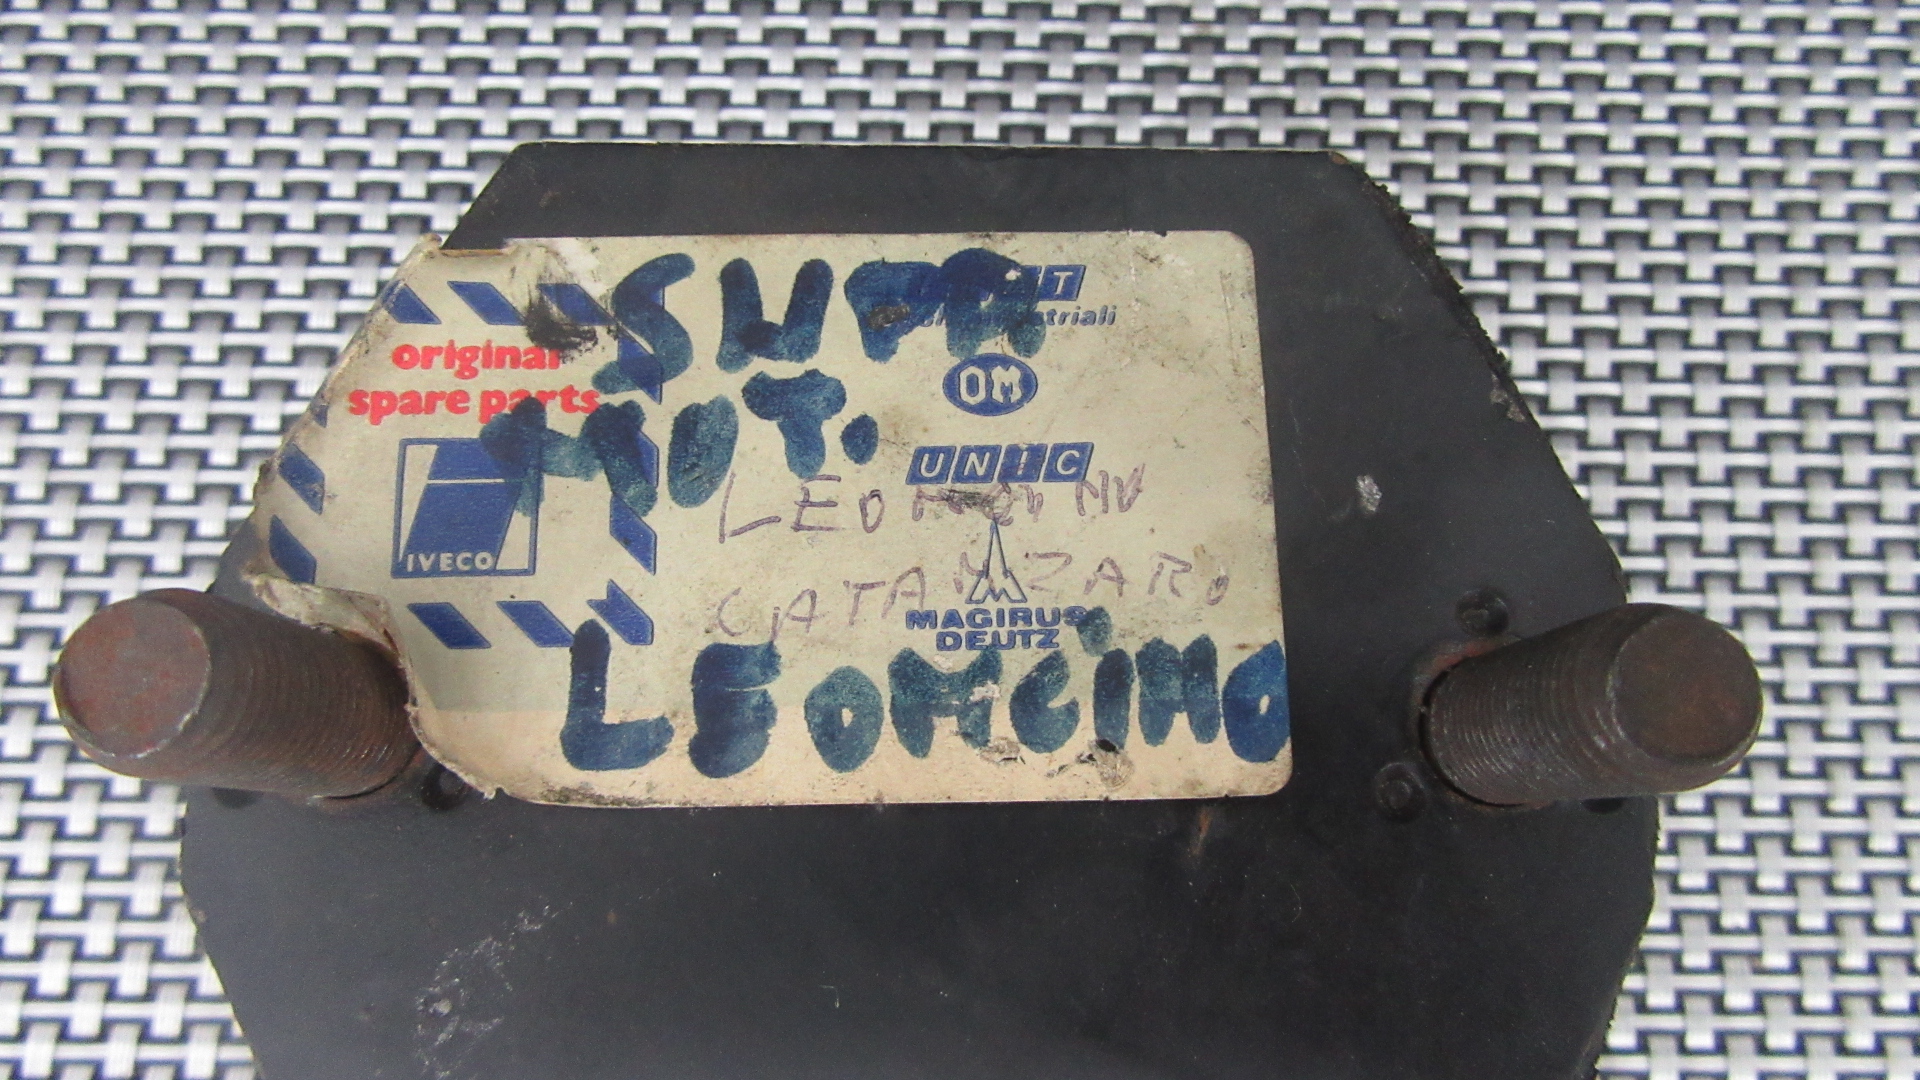 original
spare parts
IVECO
OM
UNIC
MAGIRUS
DEUTZ
SUPP.
MOT.
CATANZARO
LEONCINO